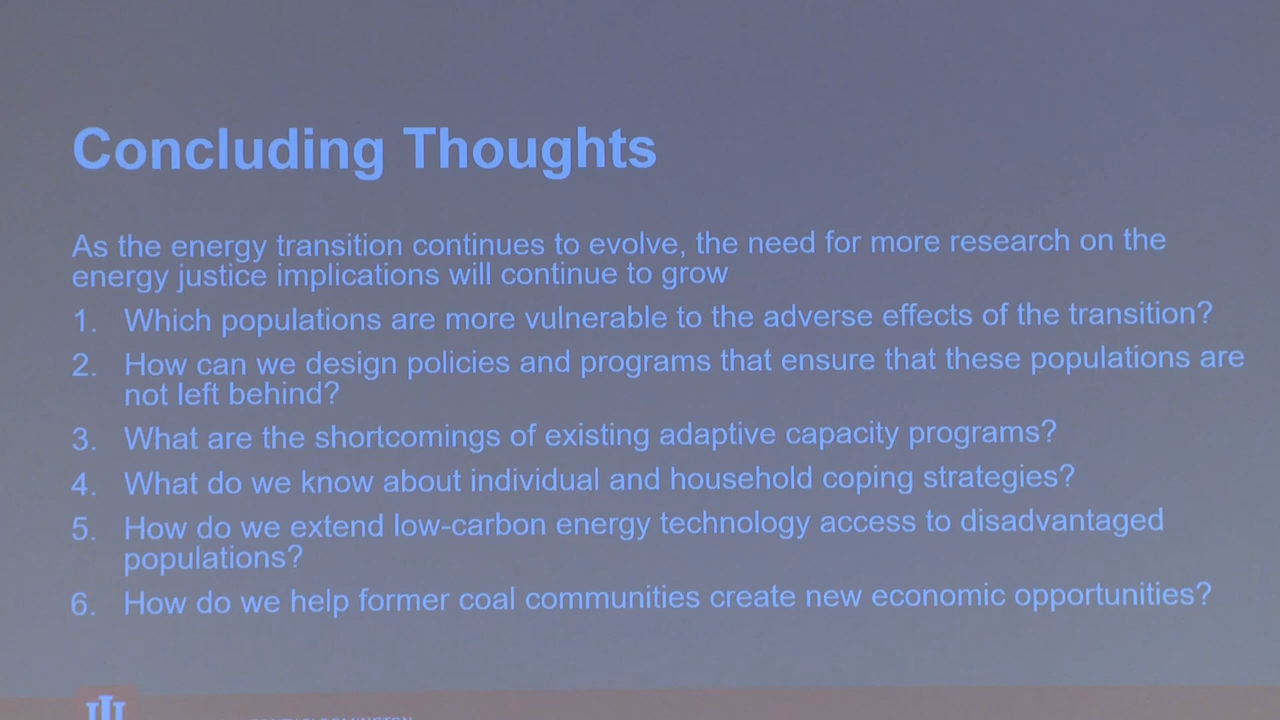 Concluding Thoughts
As the energy transition continues to evolve, the need for more research on the
energy justice implications will continue to grow
1. Which populations are more vulnerable to the adverse effects of the transition?
2. How can we design policies and programs that ensure that these populations are
not left behind?
3. What are the shortcomings of existing adaptive capacity programs?
4. What do we know about individual and household coping strategies?
5. How do we extend low-carbon energy technology access to disadvantaged
populations?
6. How do we help former coal communities create new economic opportunities?